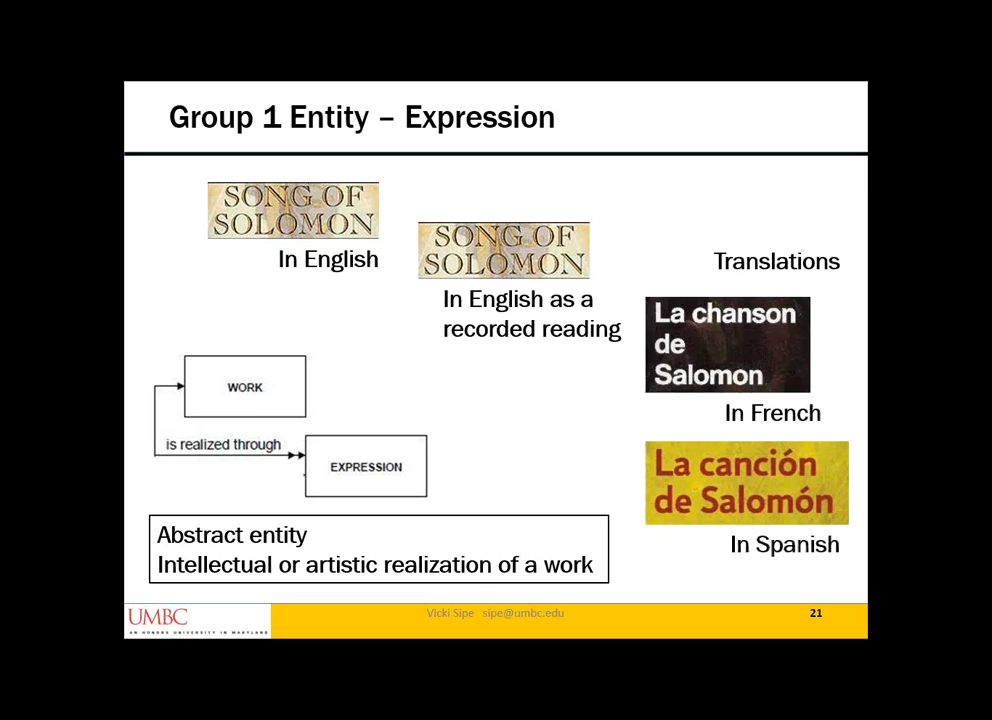 Group 1 Entity – Expression
SONG OF
SOLOMON
In English
SONG OF
SOLOMON
In English as a
recorded reading
Translations
La chanson
de
Salomon
In French
La canción
de Salomón
In Spanish
WORK
is realized through
EXPRESSION
Abstract entity
Intellectual or artistic realization of a work
UMBC
AN HONORS UNIVERSITY IN MARYLAND
Vicki Sipe sipe@umbc.edu
21